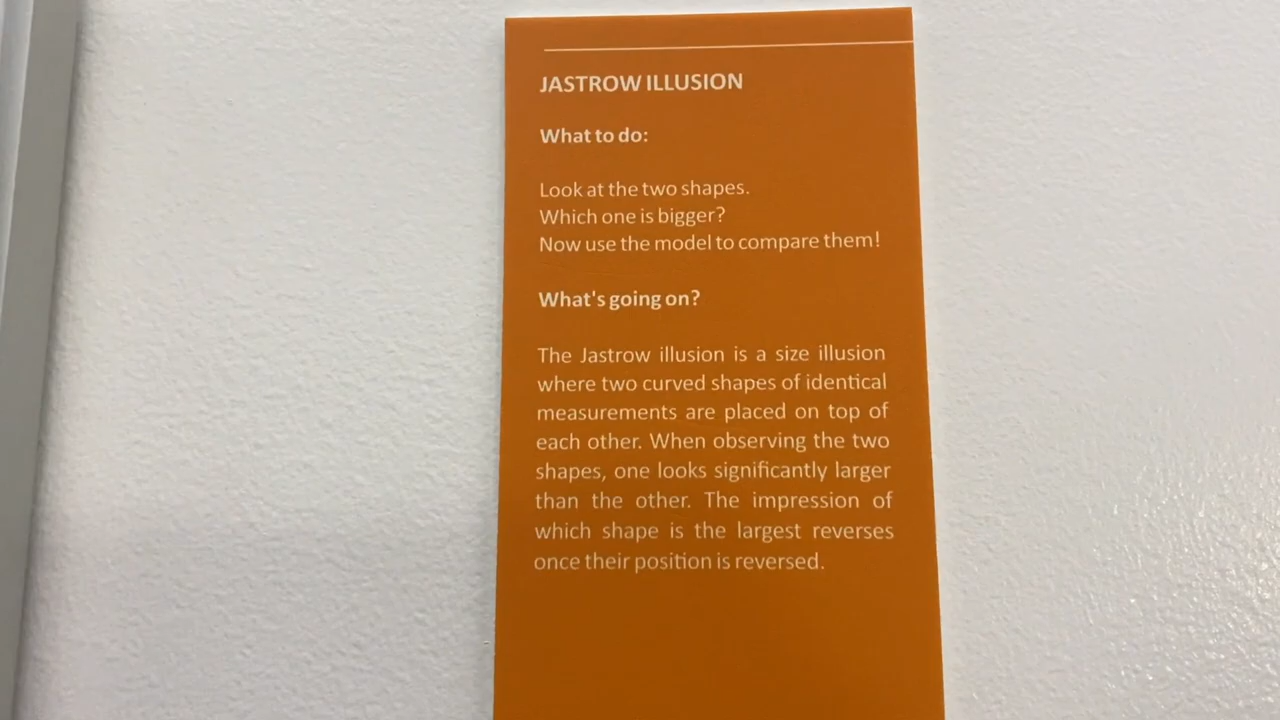 JASTROW ILLUSION
What to do:
Look at the two shapes.
Which one is bigger?
Now use the model to compare them!
What's going on?
The Jastrow illusion is a size illusion
where two curved shapes of identical
measurements are placed on top of
each other. When observing the two
shapes, one looks significantly larger
than the other. The impression of
which shape is the largest reverses
once their position is reversed.